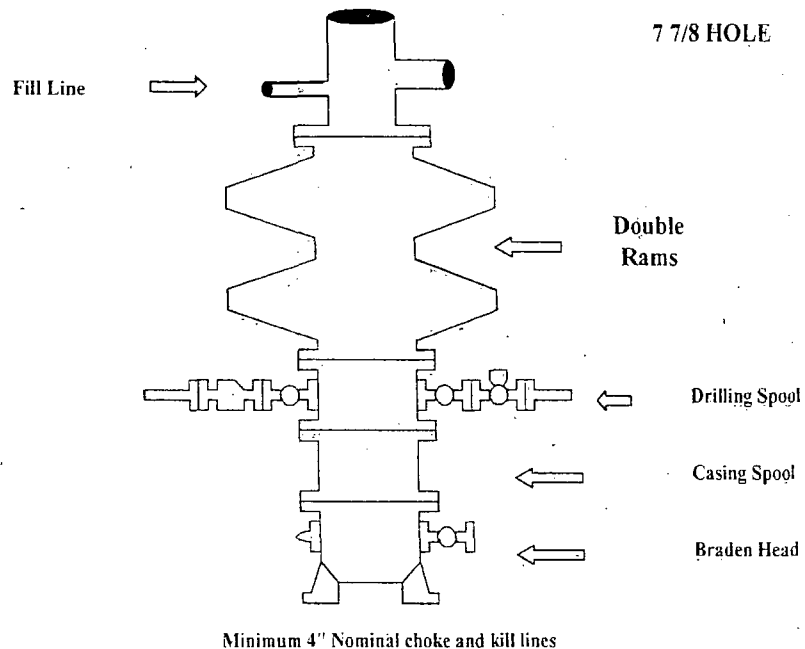 7 7/8 HOLE
Fill Line
Double
Rams
Drilling Spool
Casing Spool
Braden Head
Minimum 4" Nominal choke and kill lines